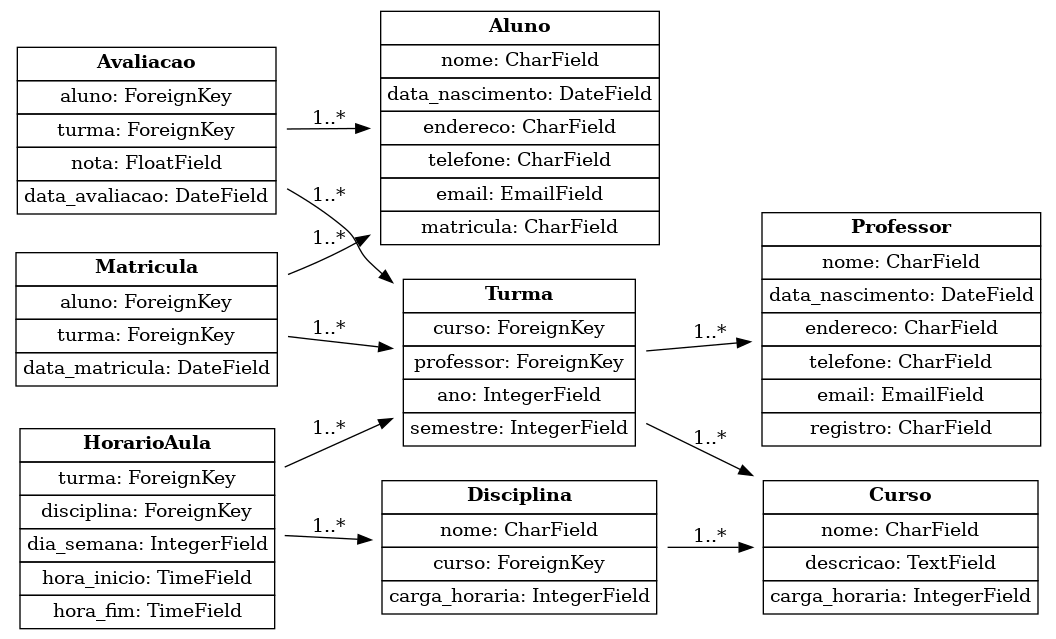 Avaliacao
aluno: ForeignKey
turma: ForeignKey
nota: FloatField
data_avaliacao: DateField
Matricula
aluno: ForeignKey
turma: ForeignKey
data_matricula: DateField
HorarioAula
turma: ForeignKey
disciplina: ForeignKey
dia_semana: IntegerField
hora_inicio: TimeField
hora_fim: TimeField
1..*
1..*
1..*
1..*
1..*
1..*
Aluno
nome: CharField
data_nascimento: DateField
endereco: CharField
telefone: CharField
email: EmailField
matricula: CharField
Turma
curso: ForeignKey
professor: ForeignKey
ano: IntegerField
semestre: IntegerField
Disciplina
nome: CharField
curso: ForeignKey
carga_horaria: IntegerField
1..*
1..*
1..*
Professor
nome: CharField
data_nascimento: DateField
endereco: CharField
telefone: CharField
email: EmailField
registro: CharField
Curso
nome: CharField
descricao: TextField
carga_horaria: IntegerField